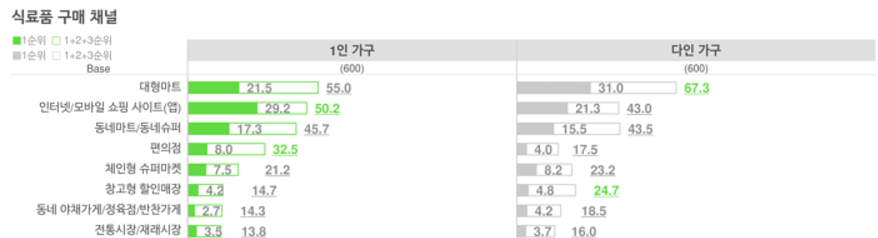 식료품 구매 채널
1순위 1+2+3순위
1순위 1+2+3순위
1인 가구 다인 가구
Base (600) (600)
대형마트 21.5 55.0 31.0 67.3
인터넷/모바일 쇼핑 사이트(앱) 29.2 50.2 21.3 43.0
동네마트/동네슈퍼 17.3 45.7 15.5 43.5
편의점 8.0 32.5 4.0 17.5
체인형 슈퍼마켓 7.5 21.2 8.2 23.2
창고형 할인매장 4.2 14.7 4.8 24.7
동네 야채가게/정육점/반찬가게 2.7 14.3 4.2 18.5
전통시장/재래시장 3.5 13.8 3.7 16.0